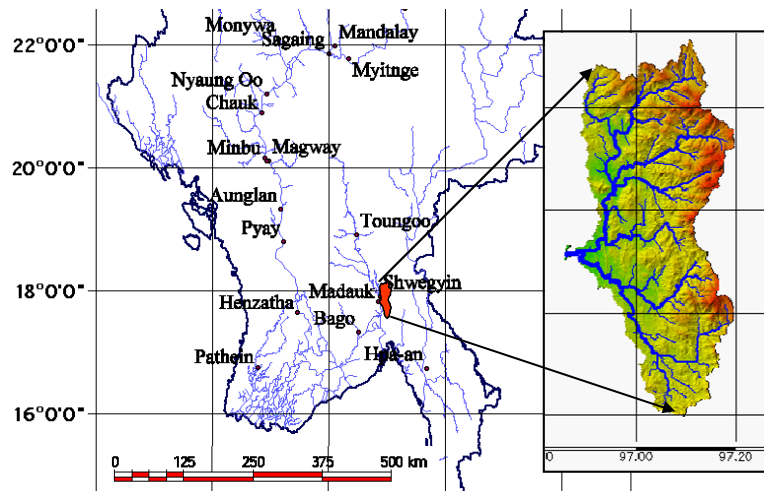 Monywa
Mandalay
22°0'0"
Sagaing
Myitnge
Nyaung Oo
Chauk
Minbu
Magway
20°0'0"
Aunglan
Toungoo
Pyay
18°0'0"
Shwegyin
Madauk
Henzatha
Bago
Pathein
Hpa-an
16°0'0"
0 125 250 375 500 km
0 97.00 97.20